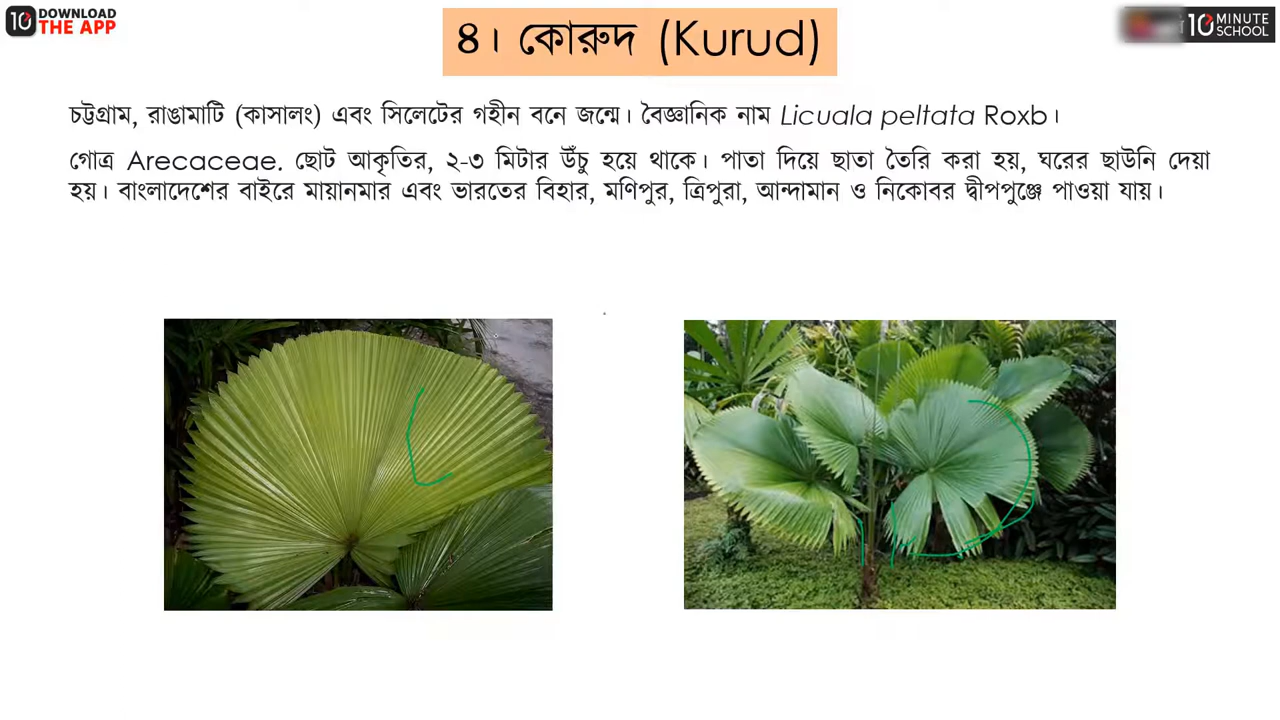 10 DOWNLOAD
THE APP
৪। কোরুদ (Kurud)
10 MINUTE
SCHOOL
চট্টগ্রাম, রাঙামাটি (কাসালং) এবং সিলেটের গহীন বনে জন্মে। বৈজ্ঞানিক নাম Licuala peltata Roxb।
গোত্র Arecaceae. ছোট আকৃতির, ২-৩ মিটার উঁচু হয়ে থাকে। পাতা দিয়ে ছাতা তৈরি করা হয়, ঘরের ছাউনি দেয়া
হয়। বাংলাদেশের বাইরে মায়ানমার এবং ভারতের বিহার, মণিপুর, ত্রিপুরা, আন্দামান ও নিকোবর দ্বীপপুঞ্জে পাওয়া যায়।